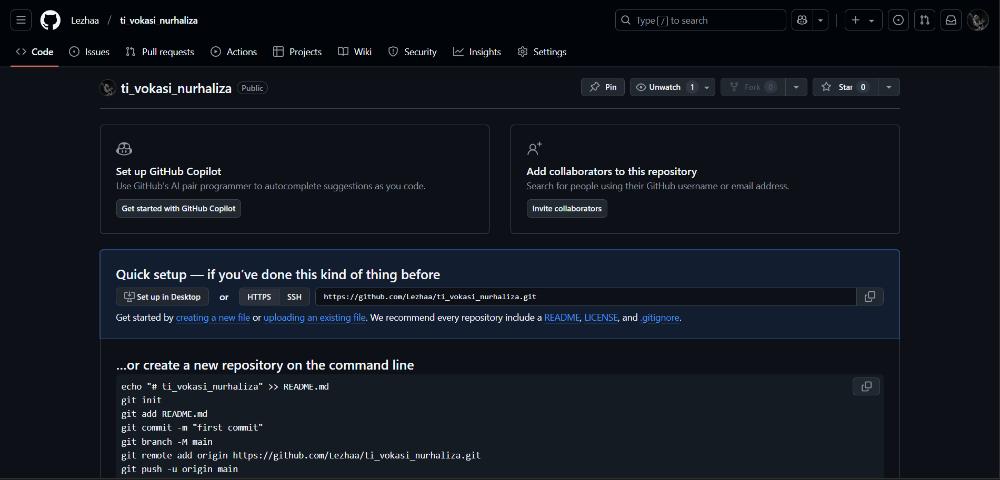 Lezhaa / ti_vokasi_nurhaliza
Type / to search
Code Issues Pull requests Actions Projects Wiki Security Insights Settings
ti_vokasi_nurhaliza Public
Pin Unwatch 1 Fork 0 Star 0
Set up GitHub Copilot
Use GitHub's AI pair programmer to autocomplete suggestions as you code.
Get started with GitHub Copilot
Add collaborators to this repository
Search for people using their GitHub username or email address.
Invite collaborators
Quick setup — if you’ve done this kind of thing before
Set up in Desktop or HTTPS SSH https://github.com/Lezhaa/ti_vokasi_nurhaliza.git
Get started by creating a new file or uploading an existing file. We recommend every repository include a README, LICENSE, and .gitignore.
…or create a new repository on the command line
echo "# ti_vokasi_nurhaliza" >> README.md
git init
git add README.md
git commit -m "first commit"
git branch -M main
git remote add origin https://github.com/Lezhaa/ti_vokasi_nurhaliza.git
git push -u origin main